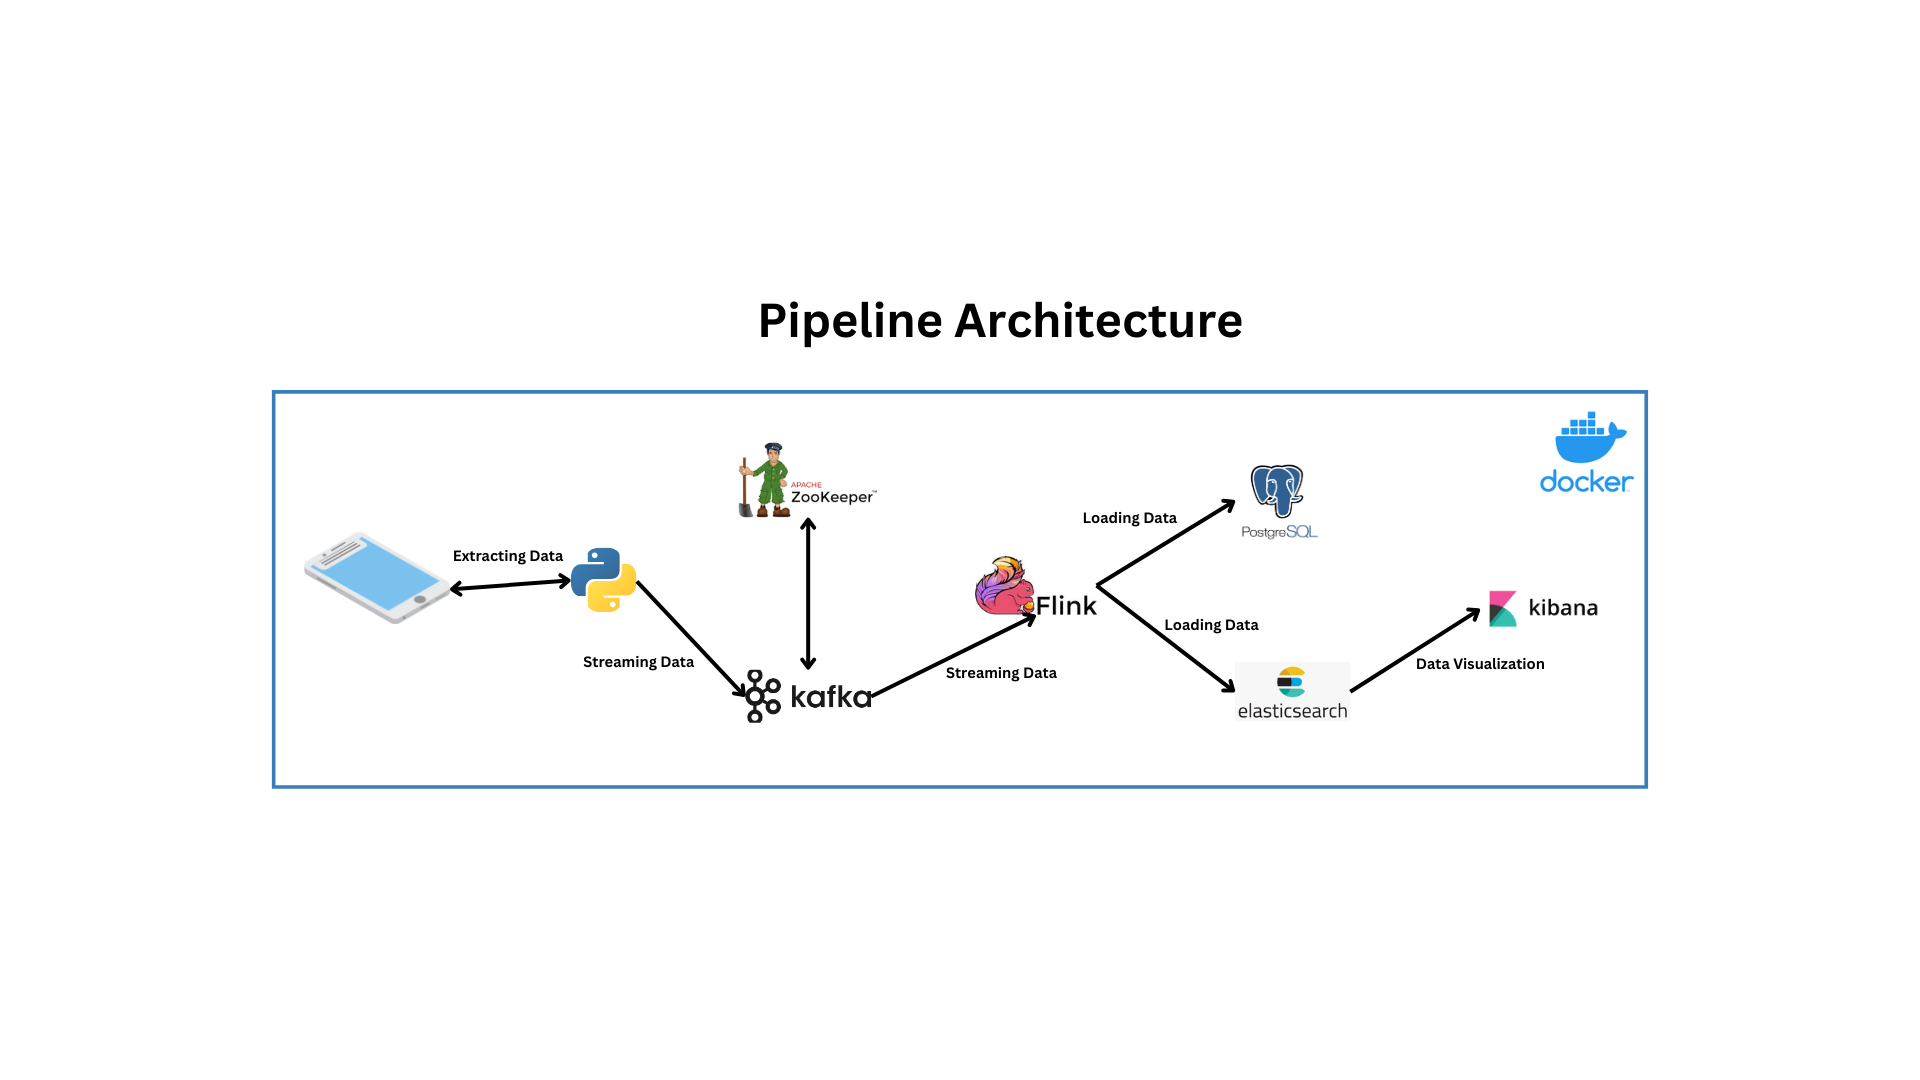 Pipeline Architecture
docker
APACHE
ZooKeeper™
PostgreSQL
Loading Data
Extracting Data
Flink
kibana
Loading Data
Streaming Data
Data Visualization
Streaming Data
kafka
elasticsearch